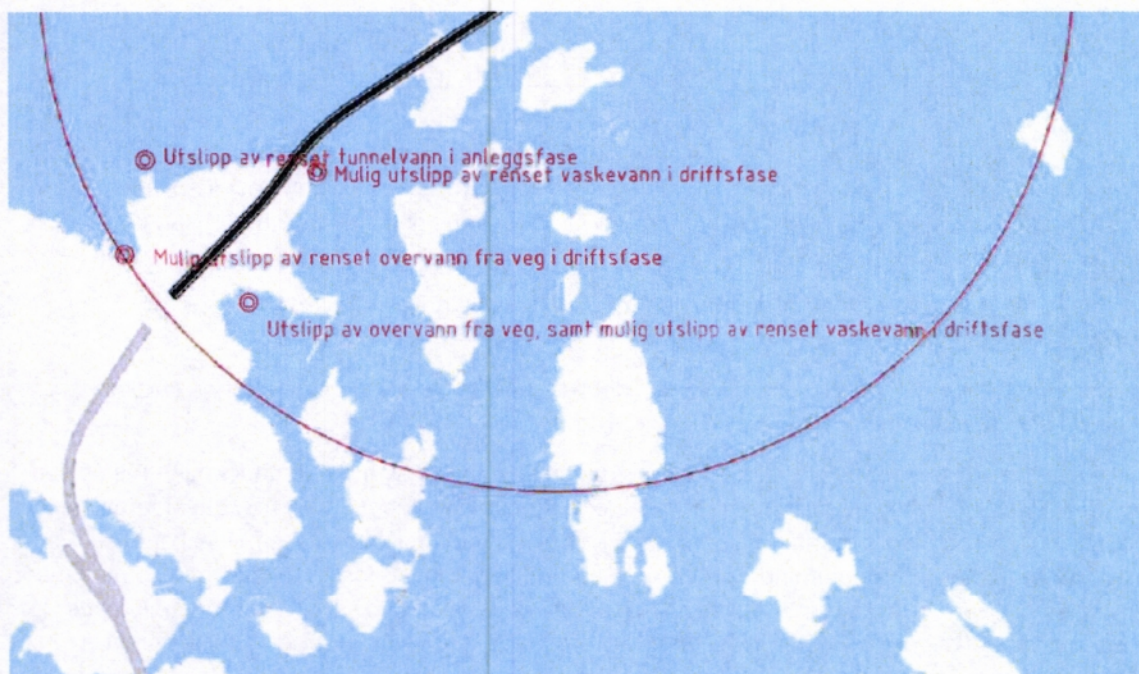 Utslipp av renset tunnelvann i anleggsfase
Mulig utslipp av renset vaskevann i driftsfase
Mulig utslipp av renset overvann fra veg i driftsfase
Utslipp av overvann fra veg, samt mulig utslipp av renset vaskevann i driftsfase